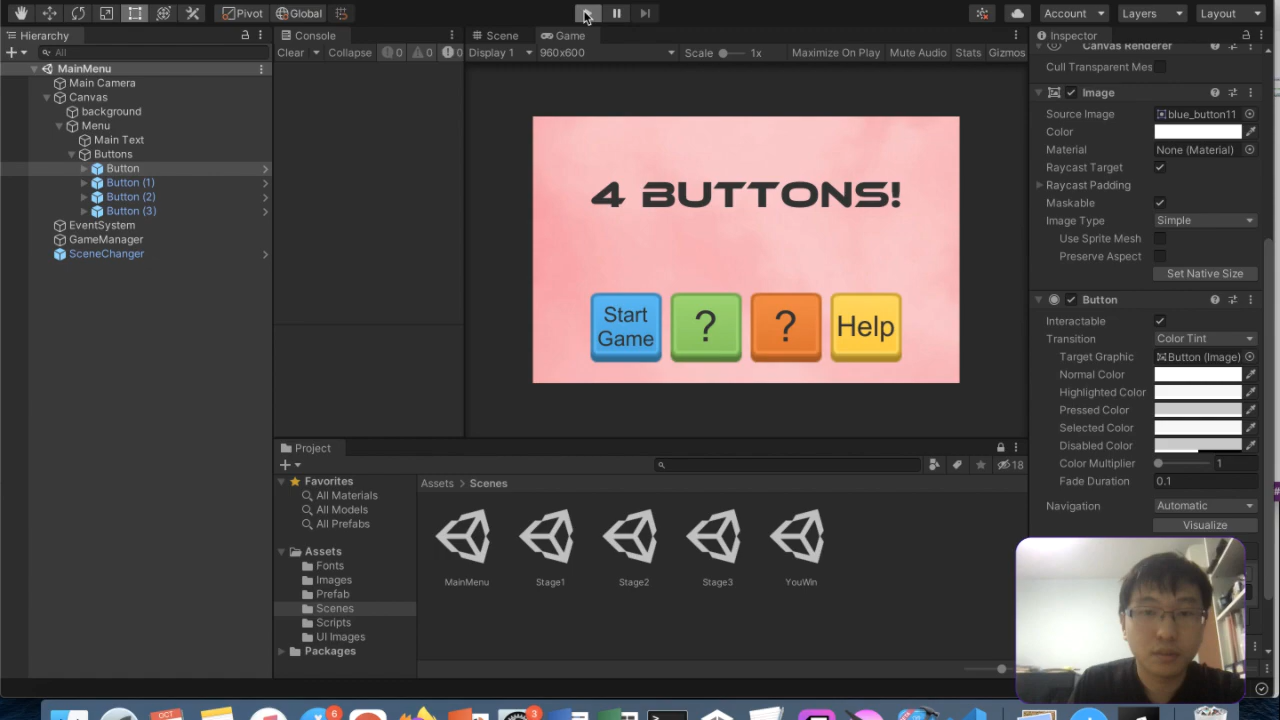 Pivot Global Account Layers Layout
Hierarchy Console Scene Game Inspector
All Clear Collapse 0 0 0 Display 1 960x600 Scale 1x Maximize On Play Mute Audio Stats Gizmos
MainMenu
Main Camera
Canvas
background
Menu
Main Text
Buttons
Button
Button (1)
Button (2)
Button (3)
EventSystem
GameManager
SceneChanger
4 BUTTONS!
Start
Game
?
?
Help
Project
18
Favorites
All Materials
All Models
All Prefabs
Assets
Fonts
Images
Prefab
Scenes
Scripts
UI Images
Packages
Assets > Scenes
MainMenu Stage1 Stage2 Stage3 YouWin
Canvas Renderer
Cull Transparent Mes
Image
Source Image blue_button11
Color
Material None (Material)
Raycast Target
Raycast Padding
Maskable
Image Type Simple
Use Sprite Mesh
Preserve Aspect
Set Native Size
Button
Interactable
Transition Color Tint
Target Graphic Button (Image)
Normal Color
Highlighted Color
Pressed Color
Selected Color
Disabled Color
Color Multiplier 1
Fade Duration 0.1
Navigation Automatic
Visualize
OCT
6
3